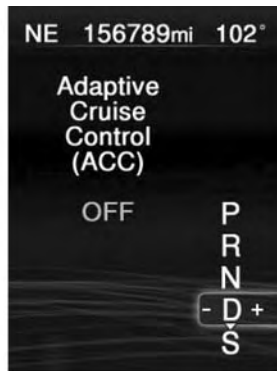 NE 156789mi 102°
Adaptive
Cruise
Control
(ACC)
OFF
P
R
N
- D +
S